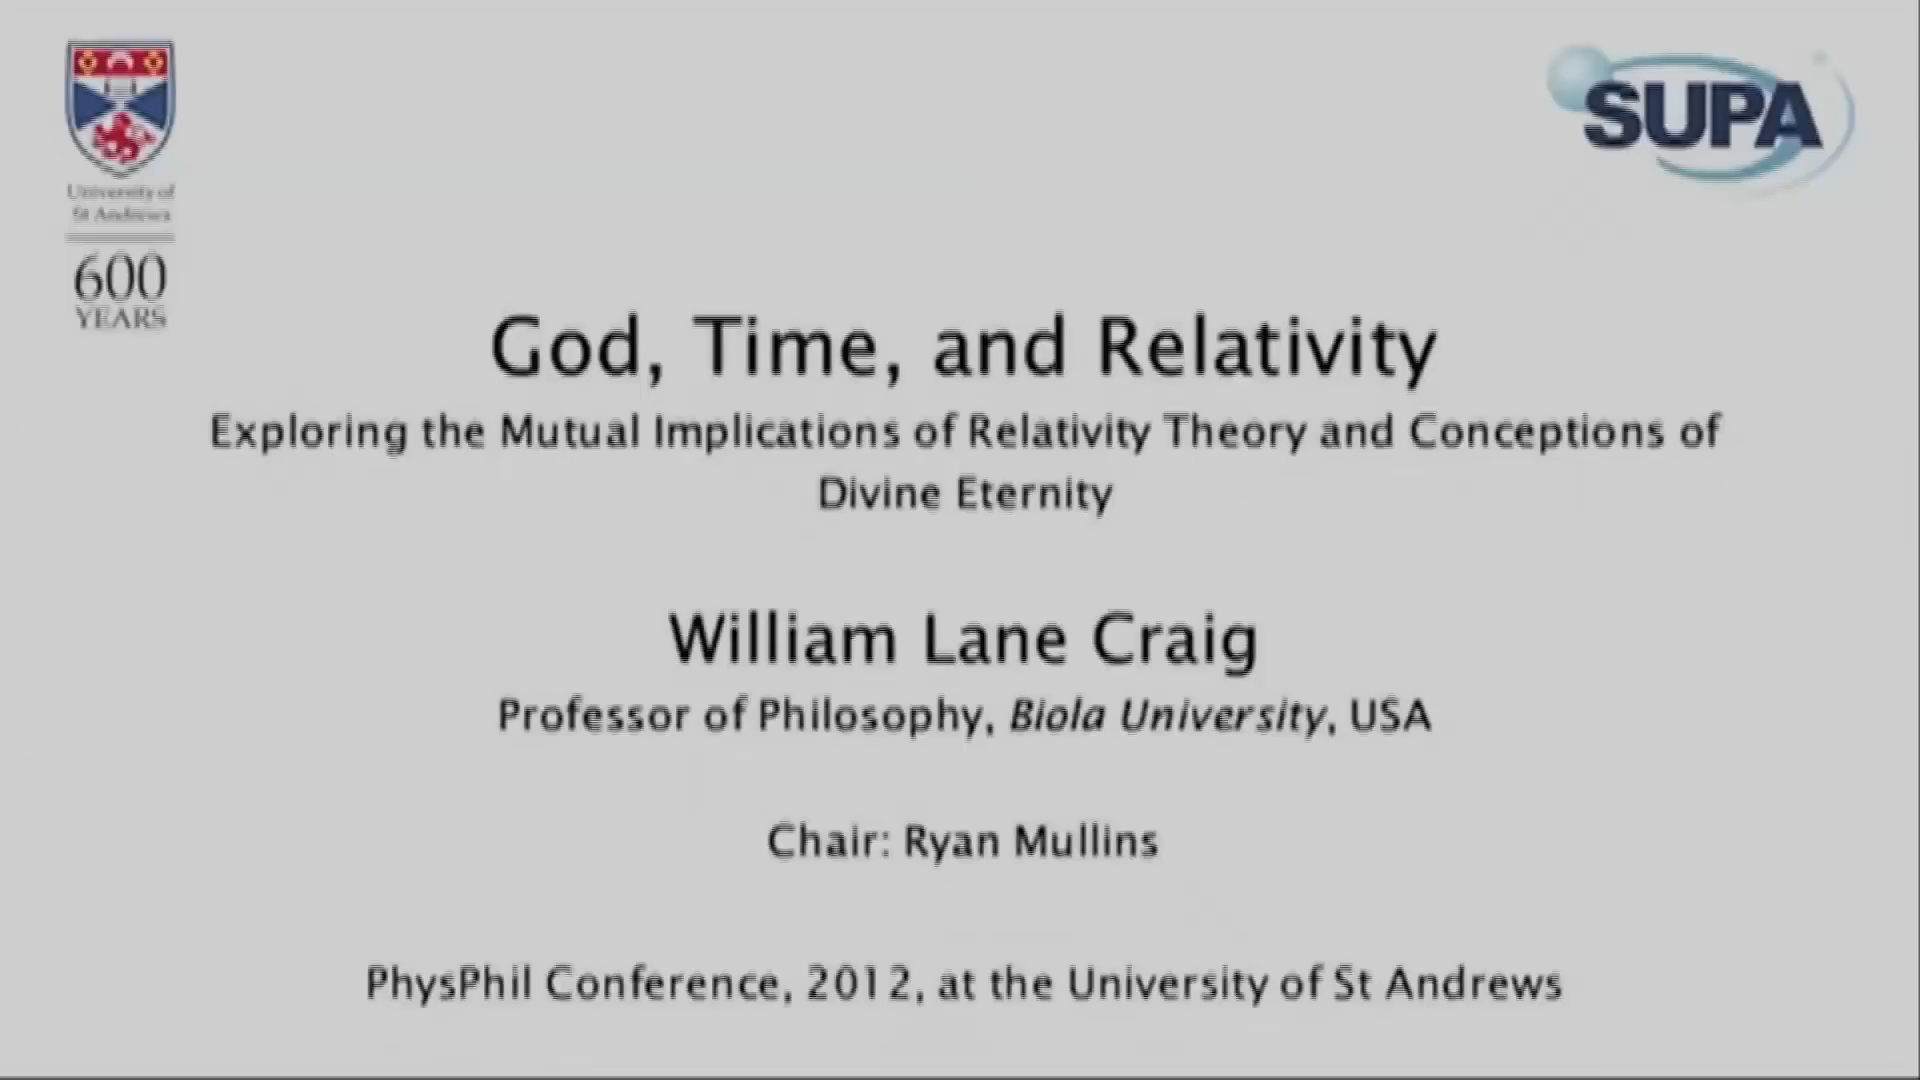 University of
St Andrews
600
YEARS
SUPA
God, Time, and Relativity
Exploring the Mutual Implications of Relativity Theory and Conceptions of
Divine Eternity
William Lane Craig
Professor of Philosophy, Biola University, USA
Chair: Ryan Mullins
PhysPhil Conference, 2012, at the University of St Andrews